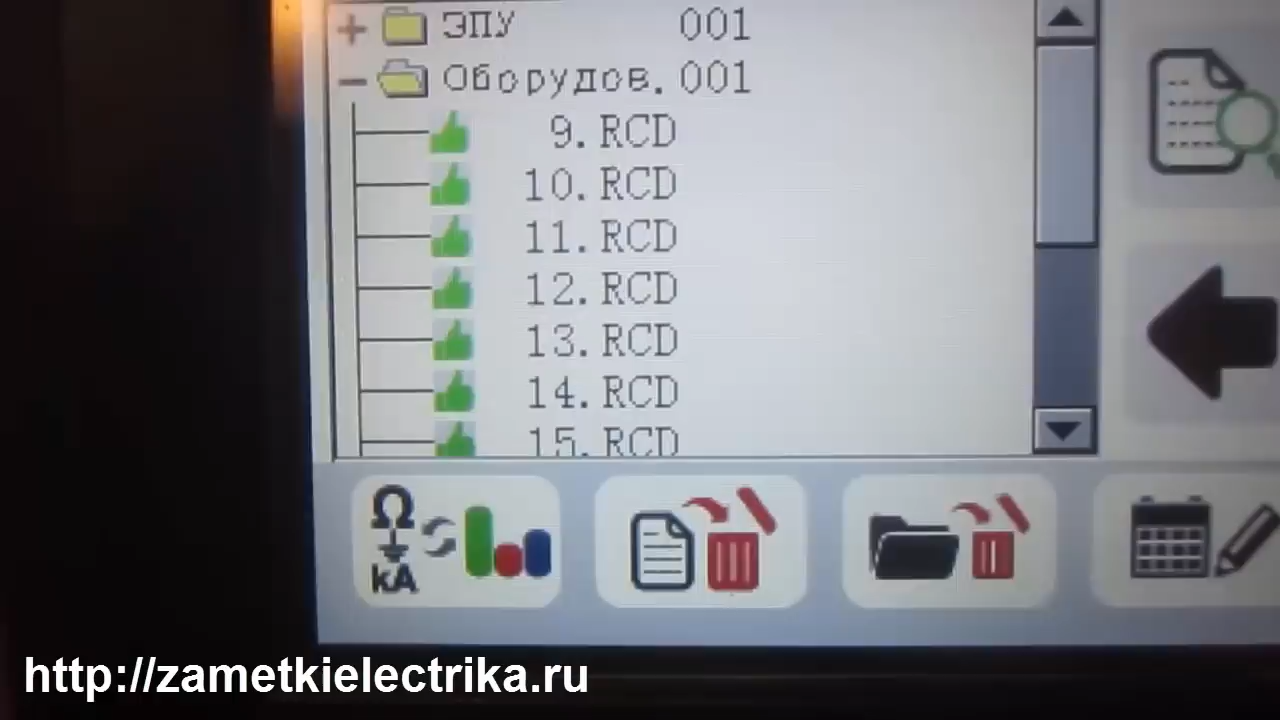 ЭПУ 001
Оборудов. 001
9. RCD
10. RCD
11. RCD
12. RCD
13. RCD
14. RCD
15. RCD
Ω
kA
http://zametkielectrika.ru